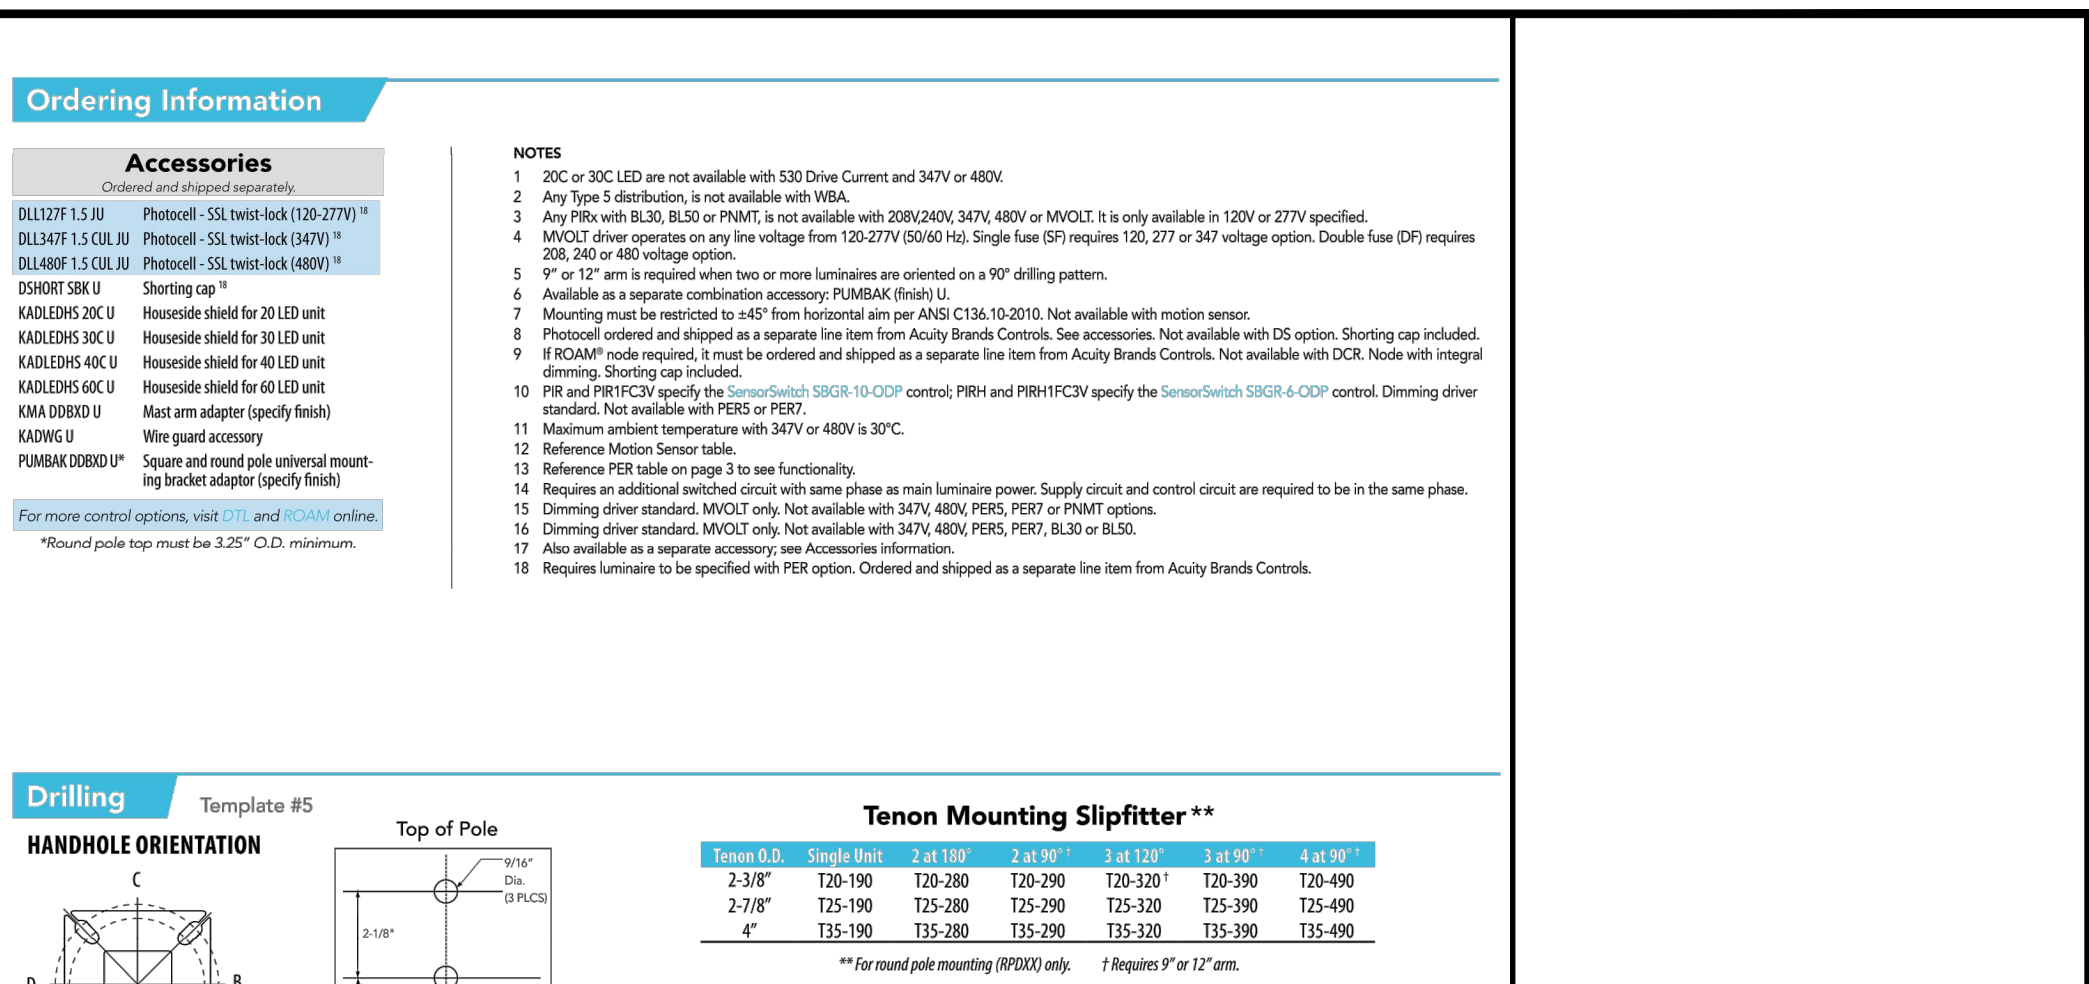 Ordering Information
Accessories
Ordered and shipped separately.
DLL127F 1.5 JU Photocell - SSL twist-lock (120-277V) 18
DLL347F 1.5 CUL JU Photocell - SSL twist-lock (347V) 18
DLL480F 1.5 CUL JU Photocell - SSL twist-lock (480V) 18
DSHORT SBK U Shorting cap 18
KADLEDHS 20C U Houseside shield for 20 LED unit
KADLEDHS 30C U Houseside shield for 30 LED unit
KADLEDHS 40C U Houseside shield for 40 LED unit
KADLEDHS 60C U Houseside shield for 60 LED unit
KMA DDBXD U Mast arm adapter (specify finish)
KADWG U Wire guard accessory
PUMBAK DDBXD U* Square and round pole universal mount-
ing bracket adaptor (specify finish)
For more control options, visit DTL and ROAM online.
*Round pole top must be 3.25" O.D. minimum.
NOTES
1 20C or 30C LED are not available with 530 Drive Current and 347V or 480V.
2 Any Type 5 distribution, is not available with WBA.
3 Any PIRx with BL30, BL50 or PNMT, is not available with 208V,240V, 347V, 480V or MVOLT. It is only available in 120V or 277V specified.
4 MVOLT driver operates on any line voltage from 120-277V (50/60 Hz). Single fuse (SF) requires 120, 277 or 347 voltage option. Double fuse (DF) requires
208, 240 or 480 voltage option.
5 9" or 12" arm is required when two or more luminaires are oriented on a 90° drilling pattern.
6 Available as a separate combination accessory: PUMBAK (finish) U.
7 Mounting must be restricted to ±45° from horizontal aim per ANSI C136.10-2010. Not available with motion sensor.
8 Photocell ordered and shipped as a separate line item from Acuity Brands Controls. See accessories. Not available with DS option. Shorting cap included.
9 If ROAM® node required, it must be ordered and shipped as a separate line item from Acuity Brands Controls. Not available with DCR. Node with integral
dimming. Shorting cap included.
10 PIR and PIR1FC3V specify the SensorSwitch SBGR-10-ODP control; PIRH and PIRH1FC3V specify the SensorSwitch SBGR-6-ODP control. Dimming driver
standard. Not available with PER5 or PER7.
11 Maximum ambient temperature with 347V or 480V is 30°C.
12 Reference Motion Sensor table.
13 Reference PER table on page 3 to see functionality.
14 Requires an additional switched circuit with same phase as main luminaire power. Supply circuit and control circuit are required to be in the same phase.
15 Dimming driver standard. MVOLT only. Not available with 347V, 480V, PER5, PER7 or PNMT options.
16 Dimming driver standard. MVOLT only. Not available with 347V, 480V, PER5, PER7, BL30 or BL50.
17 Also available as a separate accessory; see Accessories information.
18 Requires luminaire to be specified with PER option. Ordered and shipped as a separate line item from Acuity Brands Controls.
Drilling
Template #5
HANDHOLE ORIENTATION
C
D
B
Top of Pole
9/16"
Dia.
(3 PLCS)
2-1/8"
Tenon Mounting Slipfitter **
Tenon O.D. Single Unit 2 at 180° 2 at 90° † 3 at 120° 3 at 90° † 4 at 90° †
2-3/8" T20-190 T20-280 T20-290 T20-320 † T20-390 T20-490
2-7/8" T25-190 T25-280 T25-290 T25-320 T25-390 T25-490
4" T35-190 T35-280 T35-290 T35-320 T35-390 T35-490
** For round pole mounting (RPDXX) only. † Requires 9" or 12" arm.